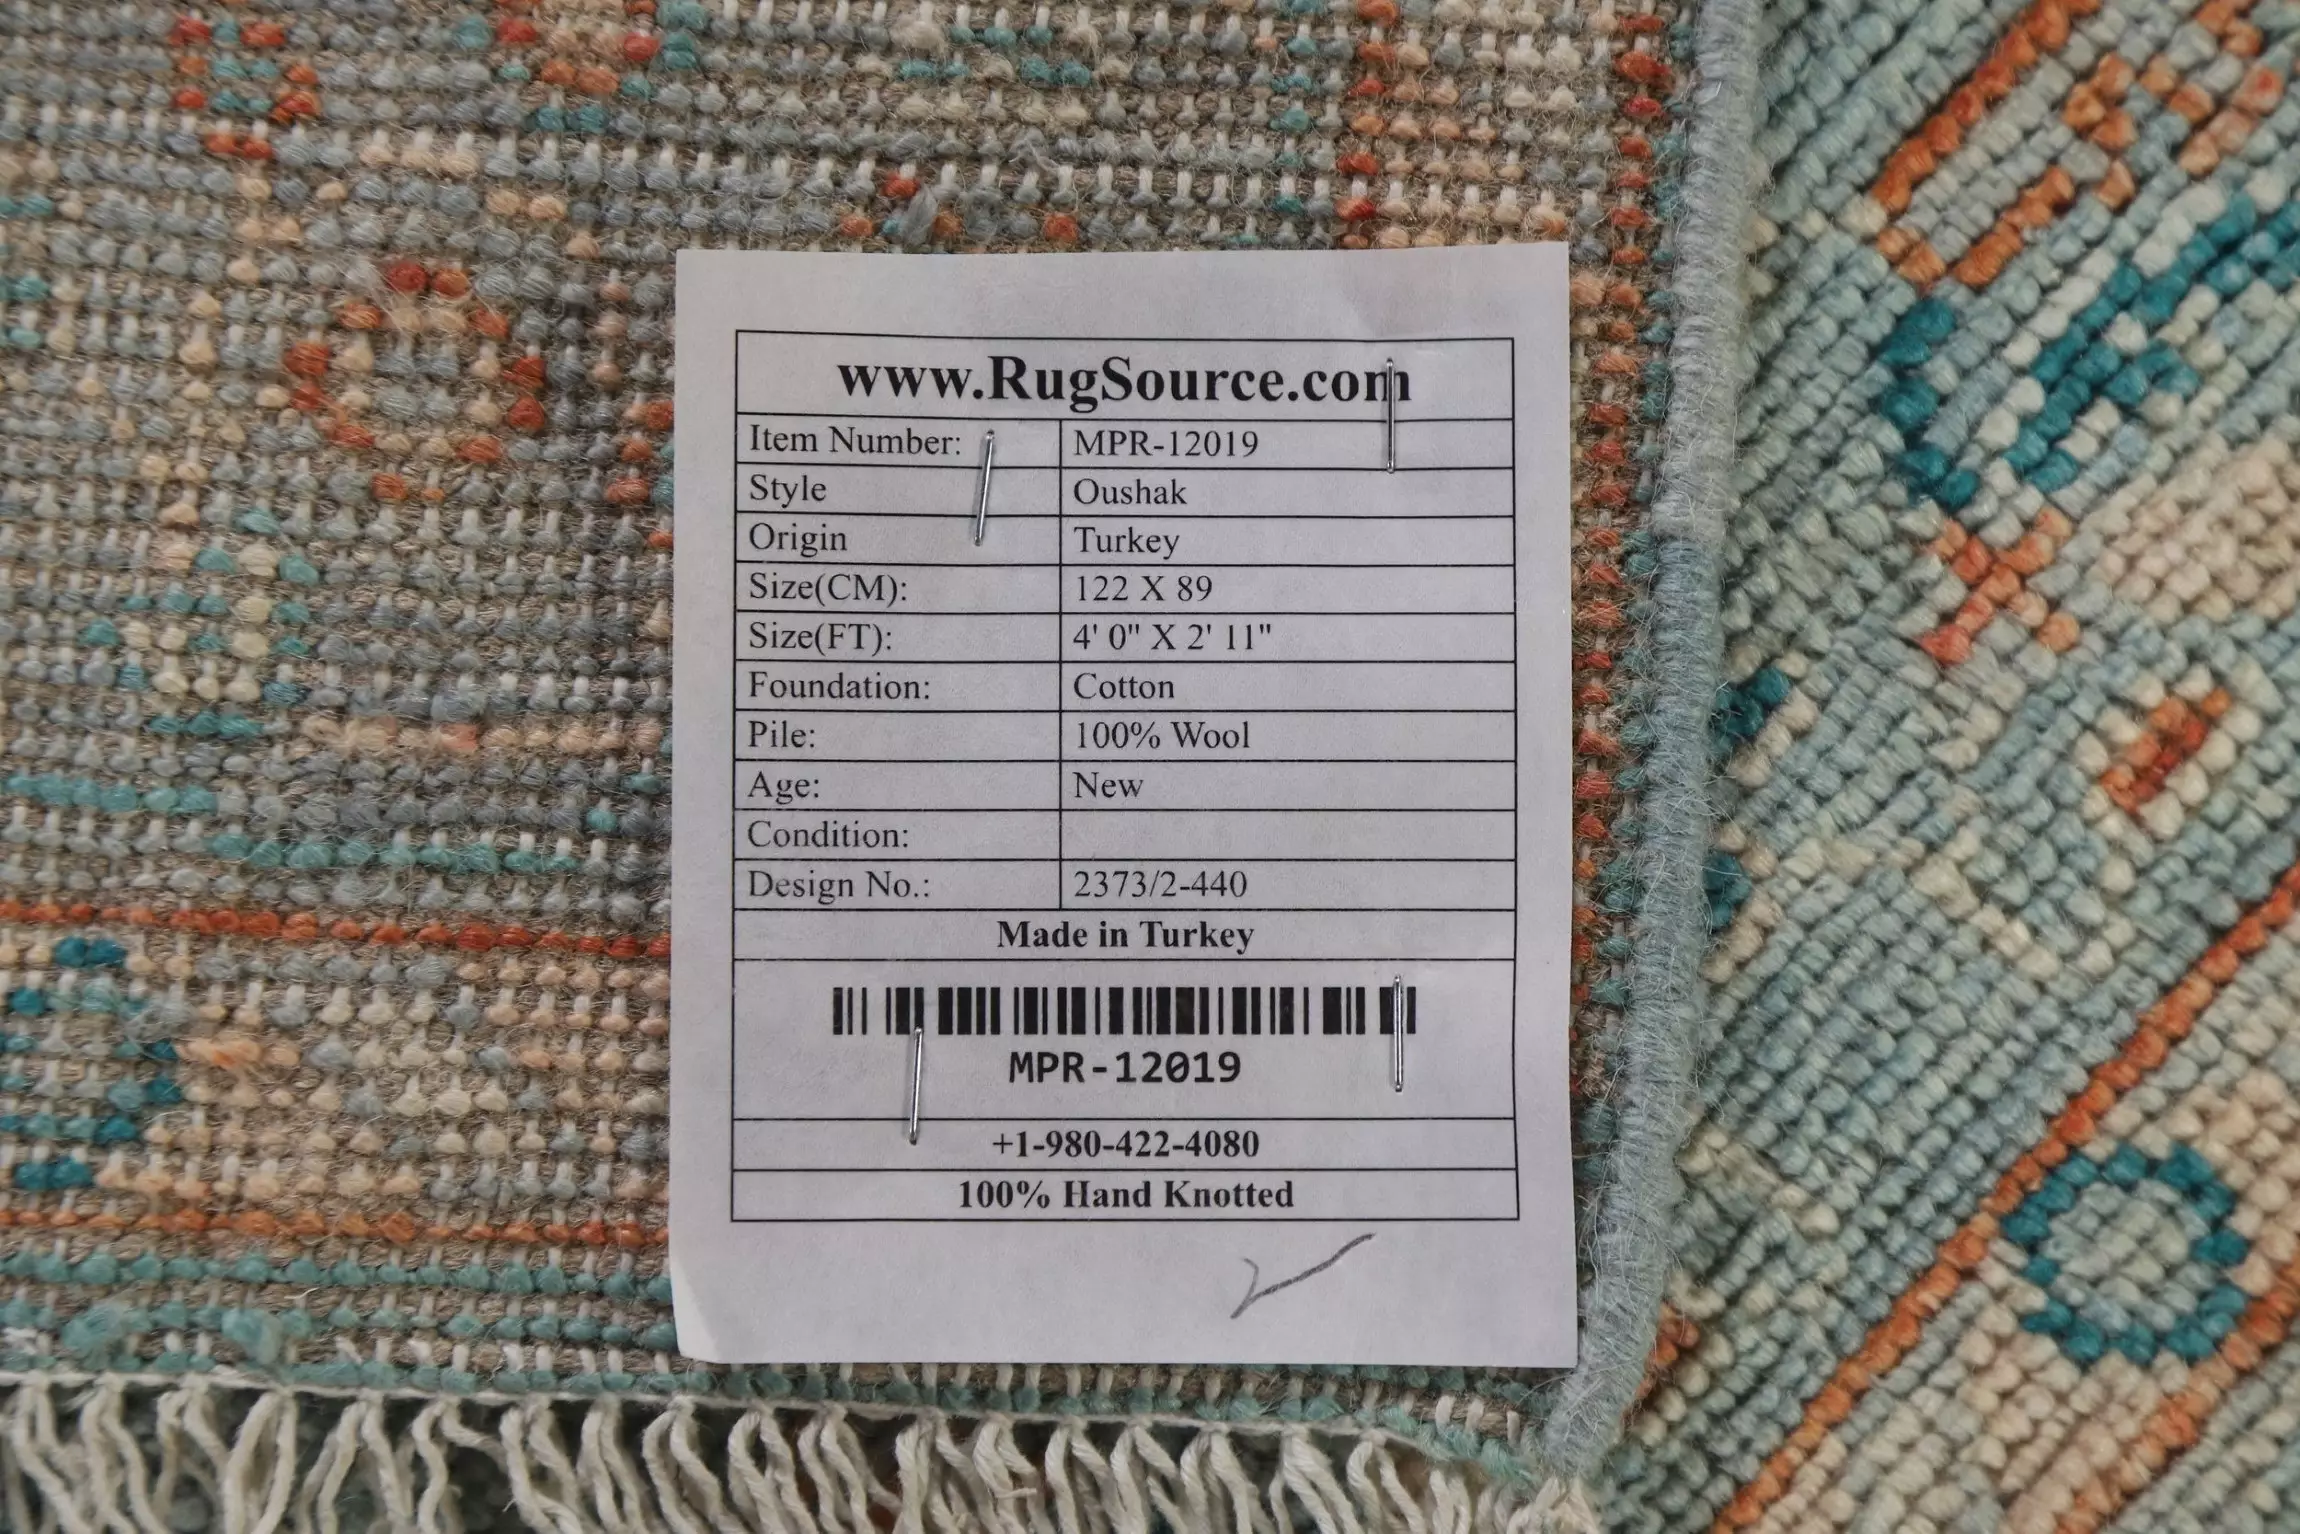 www.RugSource.com
Item Number: MPR-12019
Style Oushak
Origin Turkey
Size(CM): 122 X 89
Size(FT): 4' 0" X 2' 11"
Foundation: Cotton
Pile: 100% Wool
Age: New
Condition:
Design No.: 2373/2-440
Made in Turkey
MPR-12019
+1-980-422-4080
100% Hand Knotted